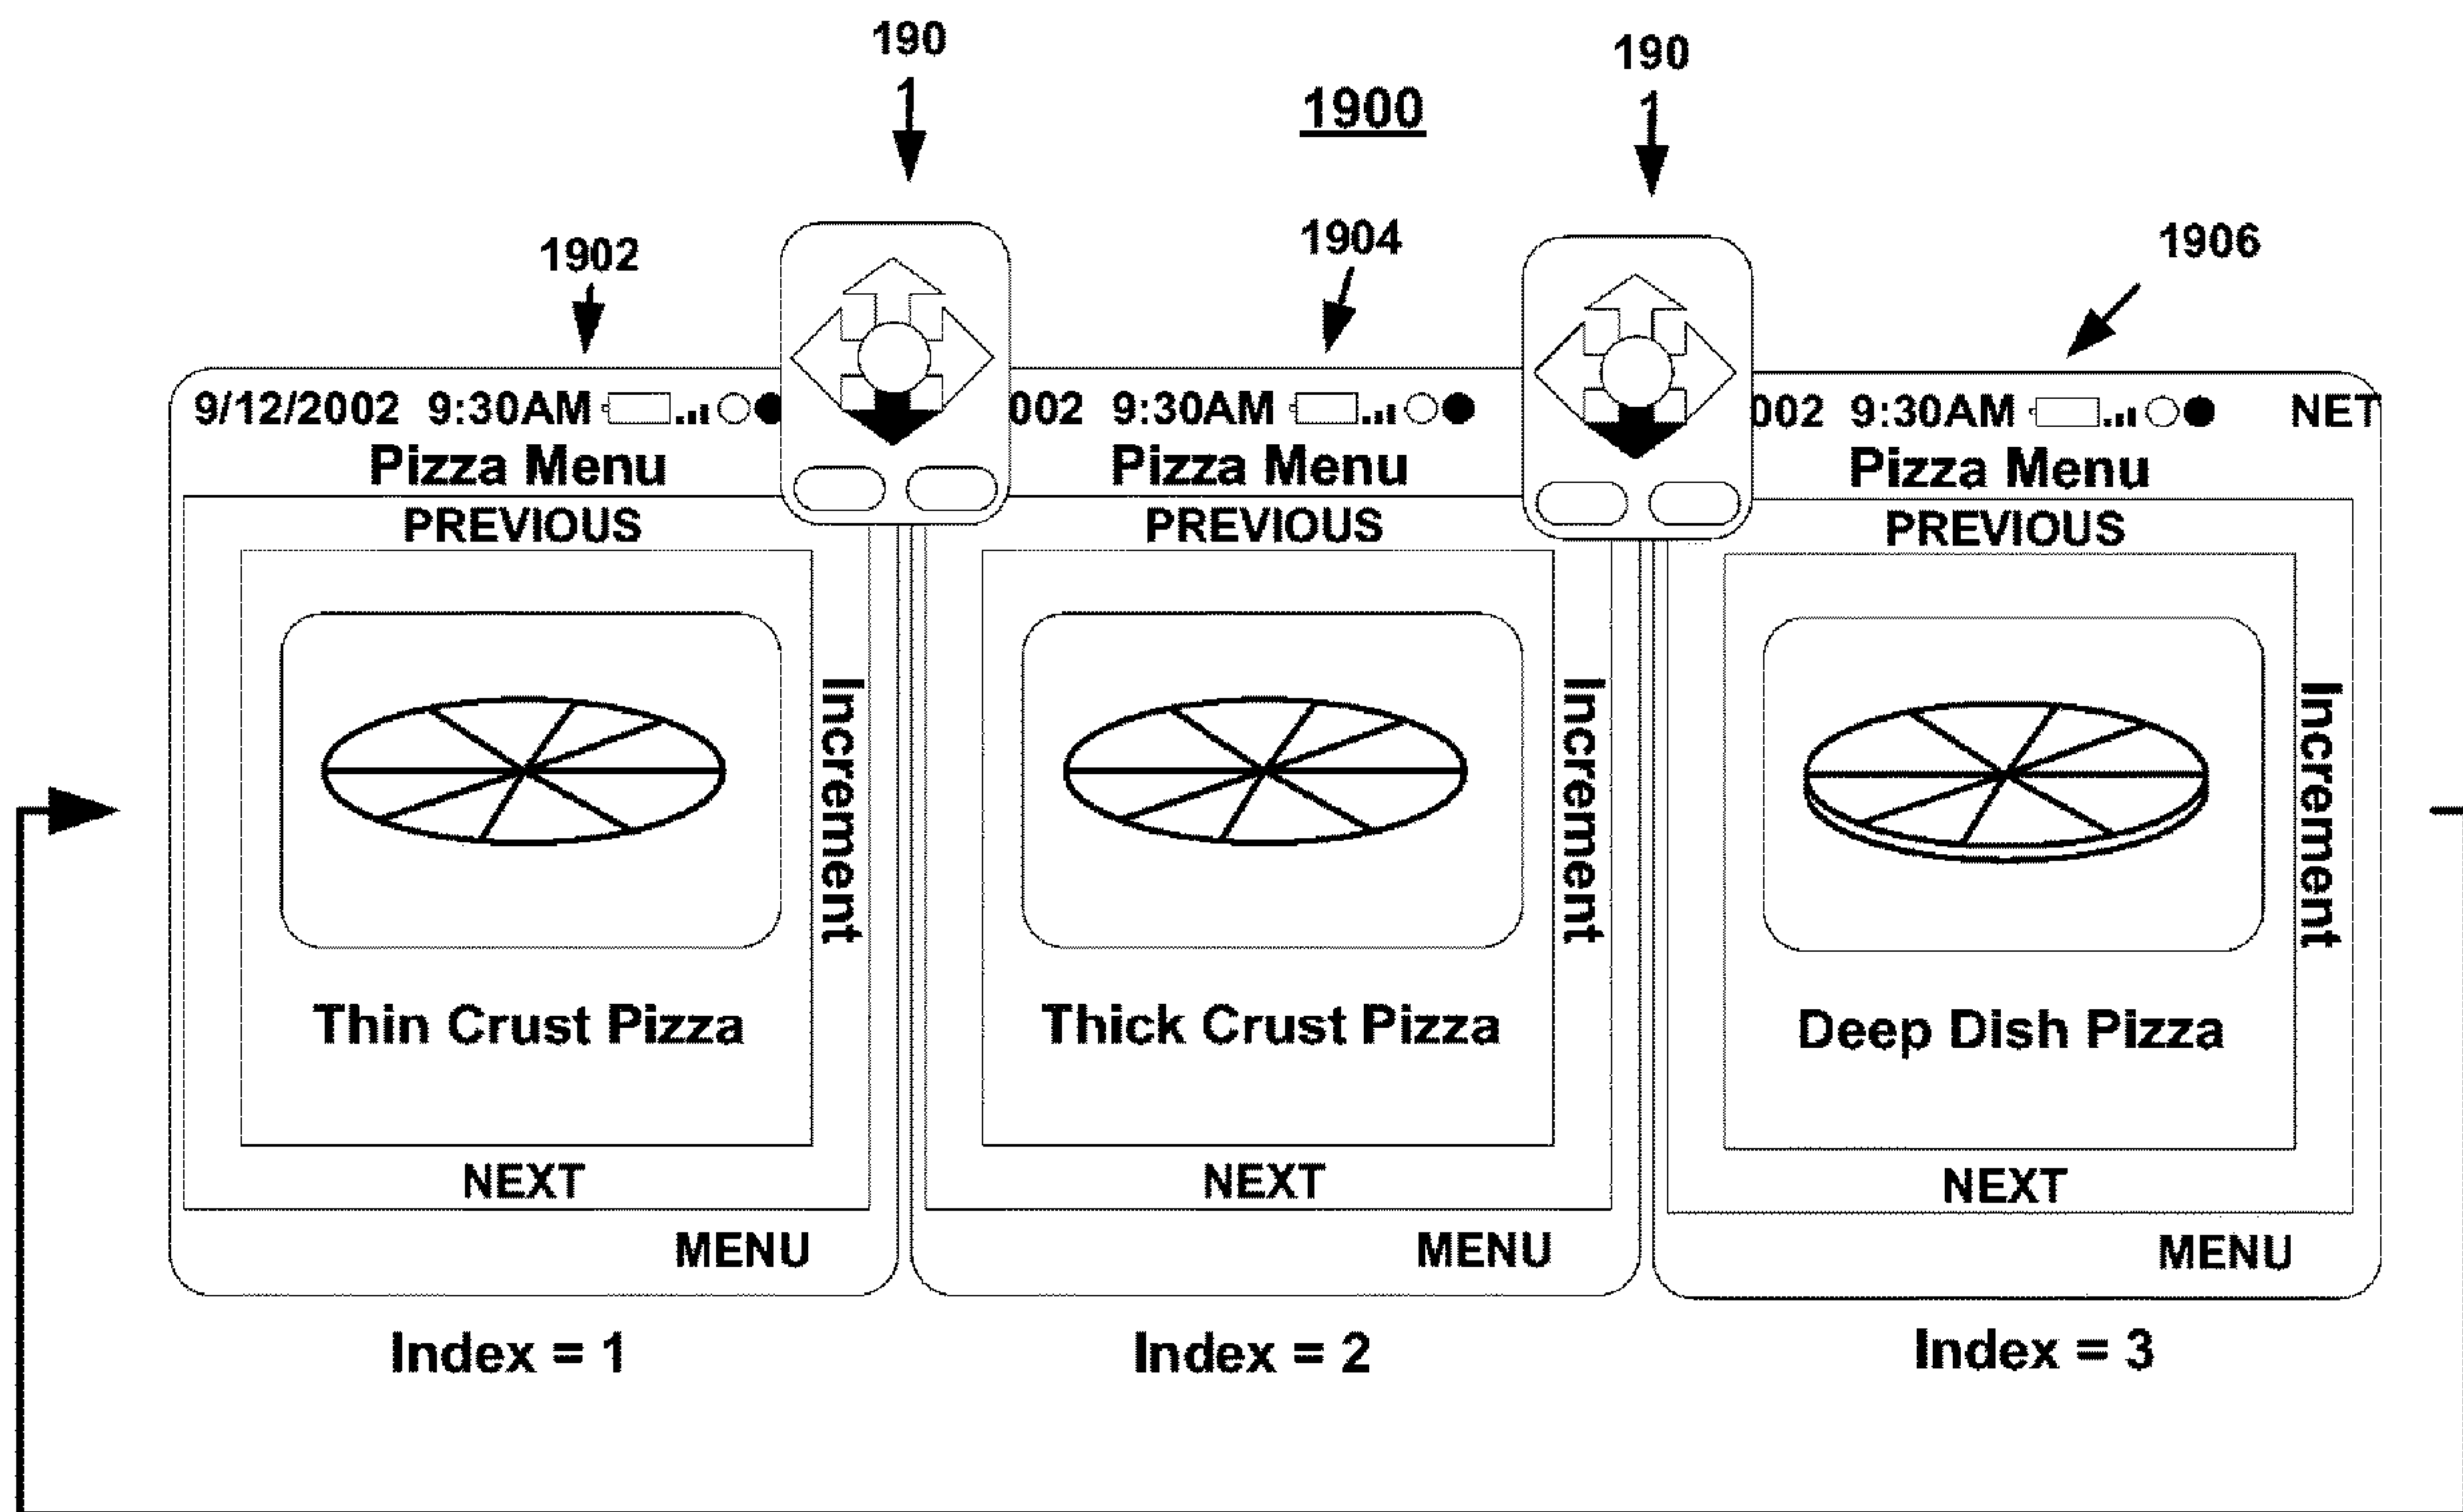 190
1
190
1
1900
1902
1904
1906
9/12/2002 9:30AM
002 9:30AM
002 9:30AM NET
Pizza Menu
Pizza Menu
Pizza Menu
PREVIOUS
PREVIOUS
PREVIOUS
Increment
Increment
Increment
Thin Crust Pizza
Thick Crust Pizza
Deep Dish Pizza
NEXT
NEXT
NEXT
MENU
MENU
MENU
Index = 1
Index = 2
Index = 3